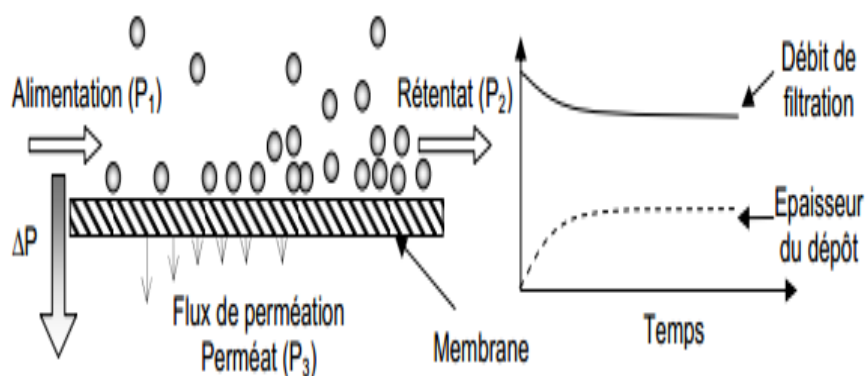 Alimentation (P₁)
Rétentat (P₂)
ΔP
Flux de perméation
Perméat (P₃)
Membrane
Débit de
filtration
Epaisseur
du dépôt
Temps